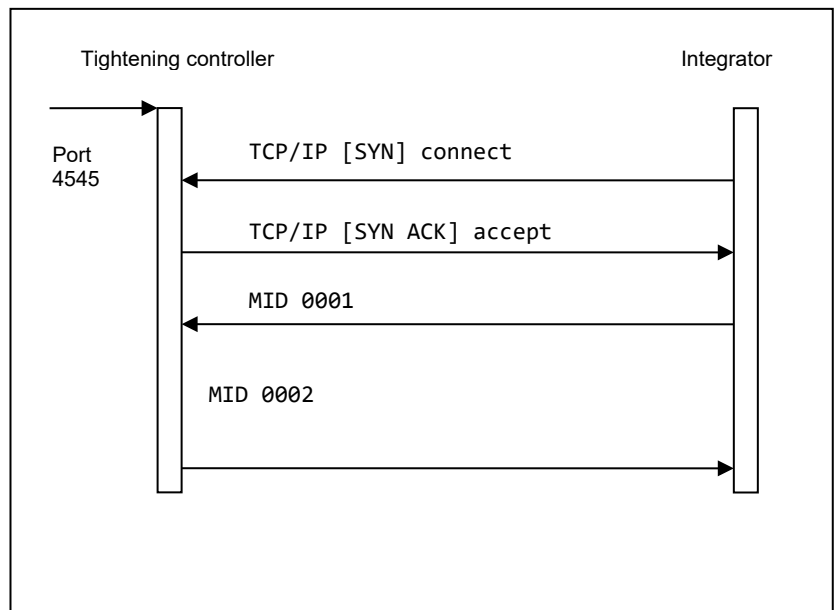 Tightening controller
Integrator
Port
4545
TCP/IP [SYN] connect
TCP/IP [SYN ACK] accept
MID 0001
MID 0002